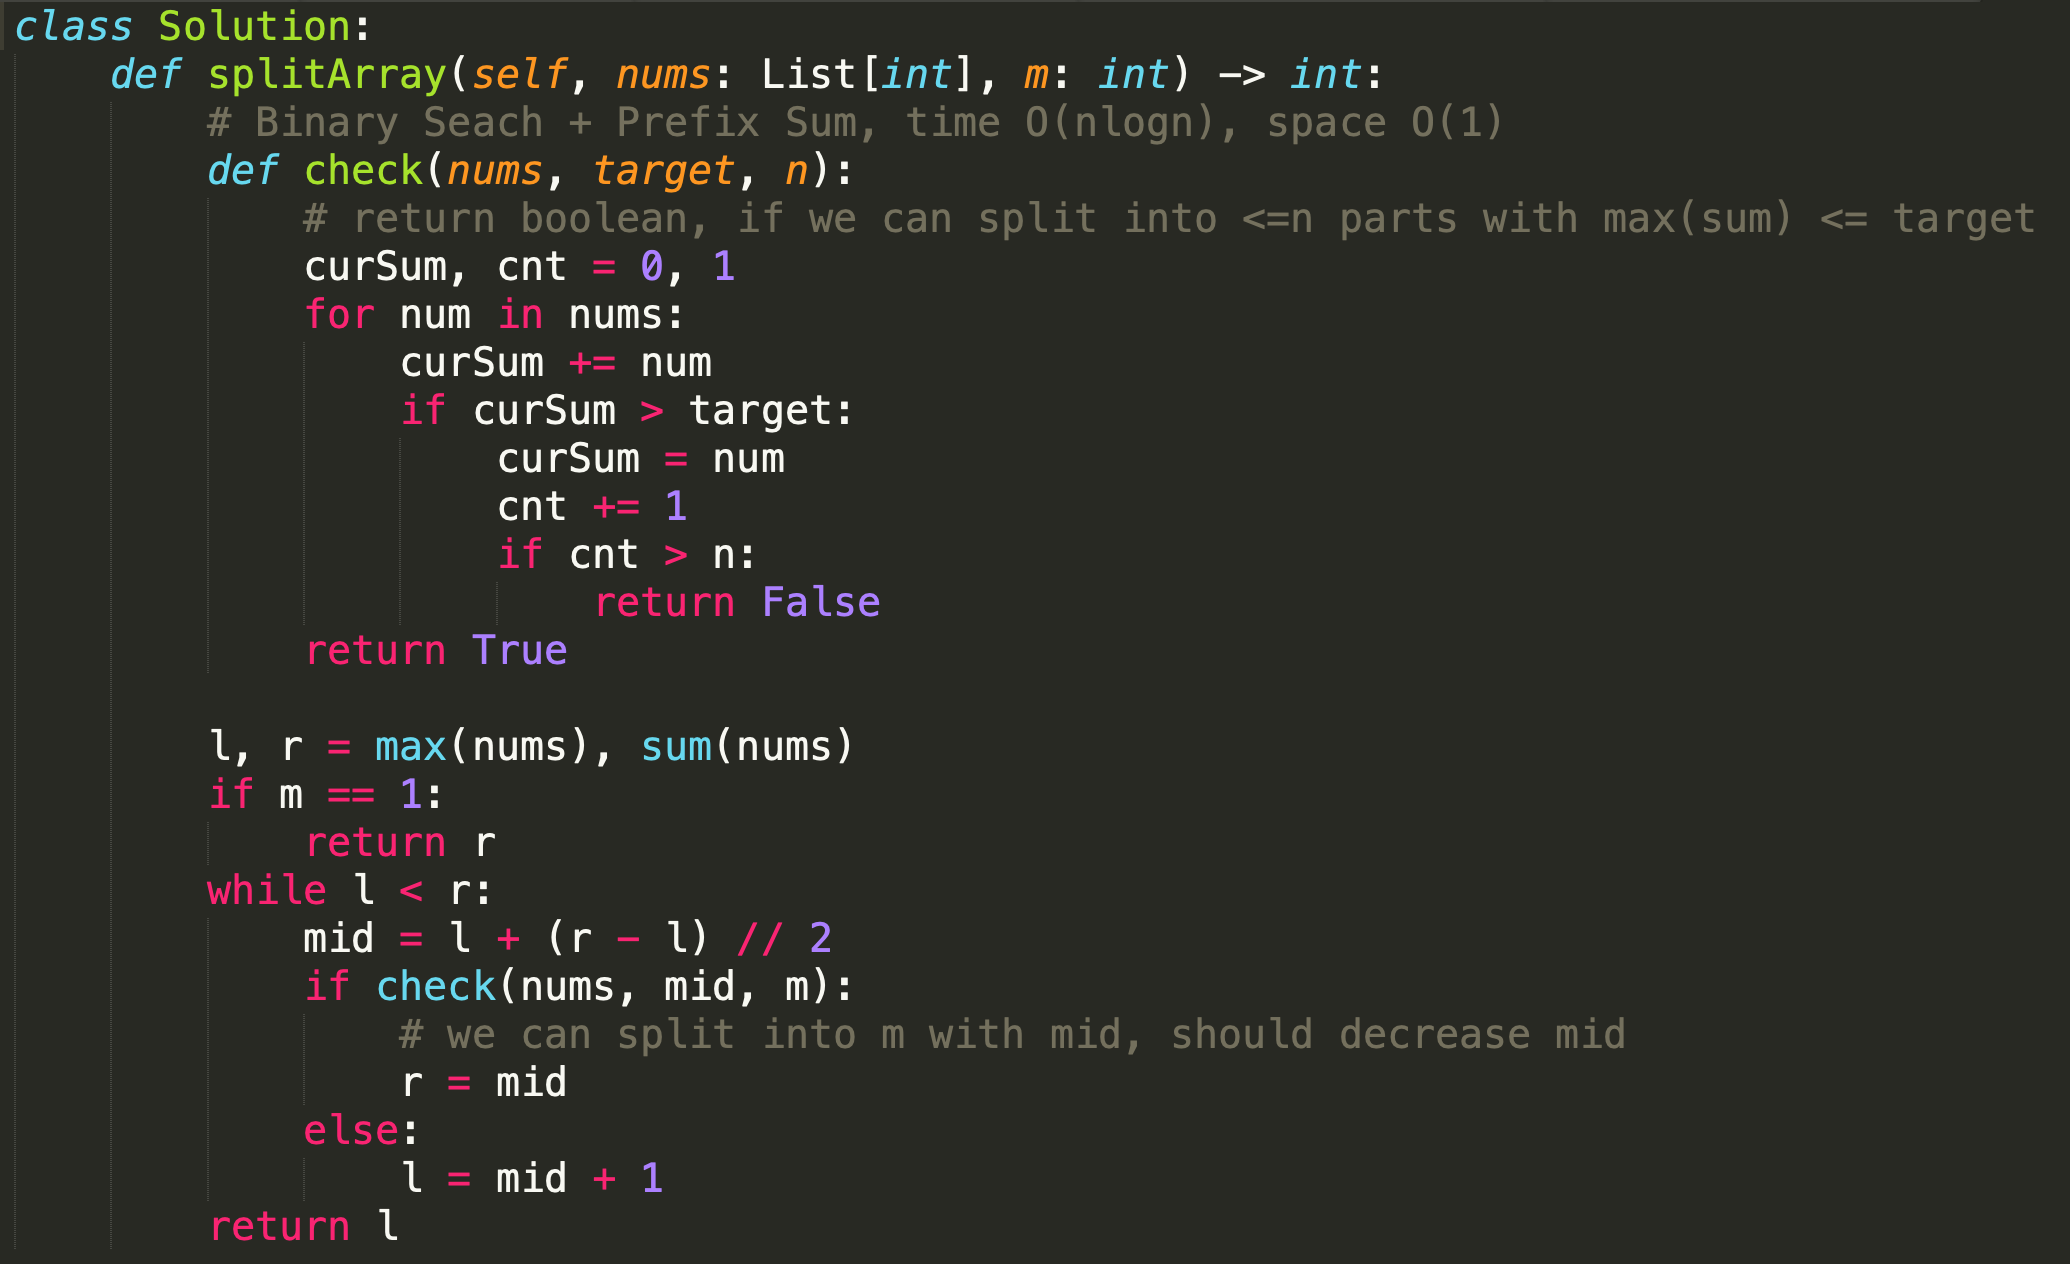 class Solution:
    def splitArray(self, nums: List[int], m: int) -> int:
        # Binary Seach + Prefix Sum, time O(nlogn), space O(1)
        def check(nums, target, n):
            # return boolean, if we can split into <=n parts with max(sum) <= target
            curSum, cnt = 0, 1
            for num in nums:
                curSum += num
                if curSum > target:
                    curSum = num
                    cnt += 1
                    if cnt > n:
                        return False
            return True

        l, r = max(nums), sum(nums)
        if m == 1:
            return r
        while l < r:
            mid = l + (r - l) // 2
            if check(nums, mid, m):
                # we can split into m with mid, should decrease mid
                r = mid
            else:
                l = mid + 1
        return l